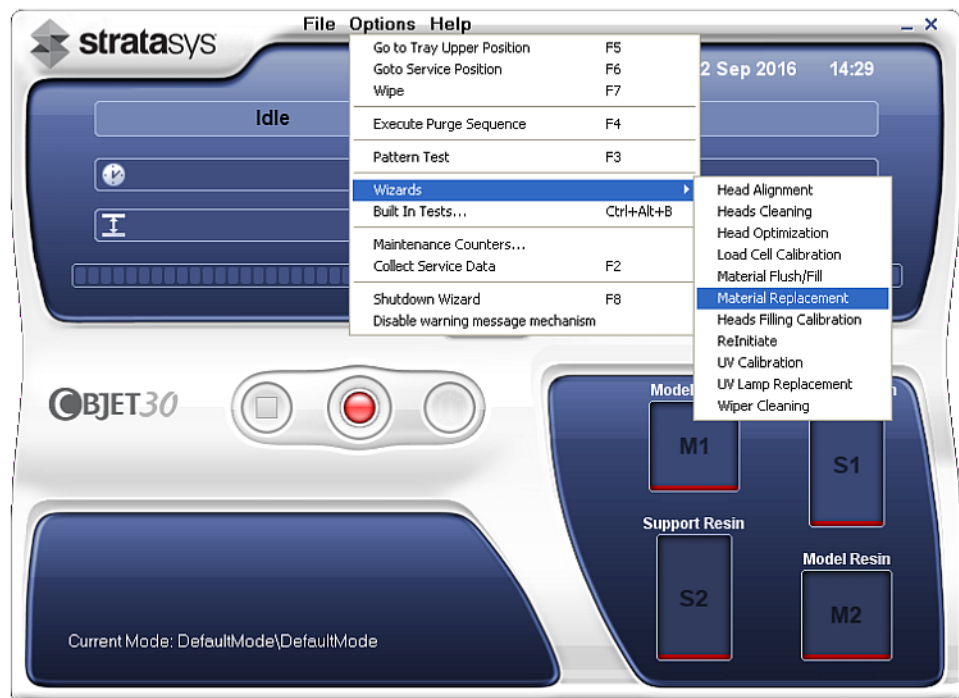 stratasys
File Options Help
Go to Tray Upper Position F5
Goto Service Position F6
Wipe F7
Execute Purge Sequence F4
Pattern Test F3
Wizards
Built In Tests... Ctrl+Alt+B
Maintenance Counters...
Collect Service Data F2
Shutdown Wizard F8
Disable warning message mechanism
Head Alignment
Heads Cleaning
Head Optimization
Load Cell Calibration
Material Flush/Fill
Material Replacement
Heads Filling Calibration
ReInitiate
UV Calibration
UV Lamp Replacement
Wiper Cleaning
2 Sep 2016 14:29
Idle
OBJET30
Model
M1
S1
Support Resin
S2
Model Resin
M2
Current Mode: DefaultMode\DefaultMode